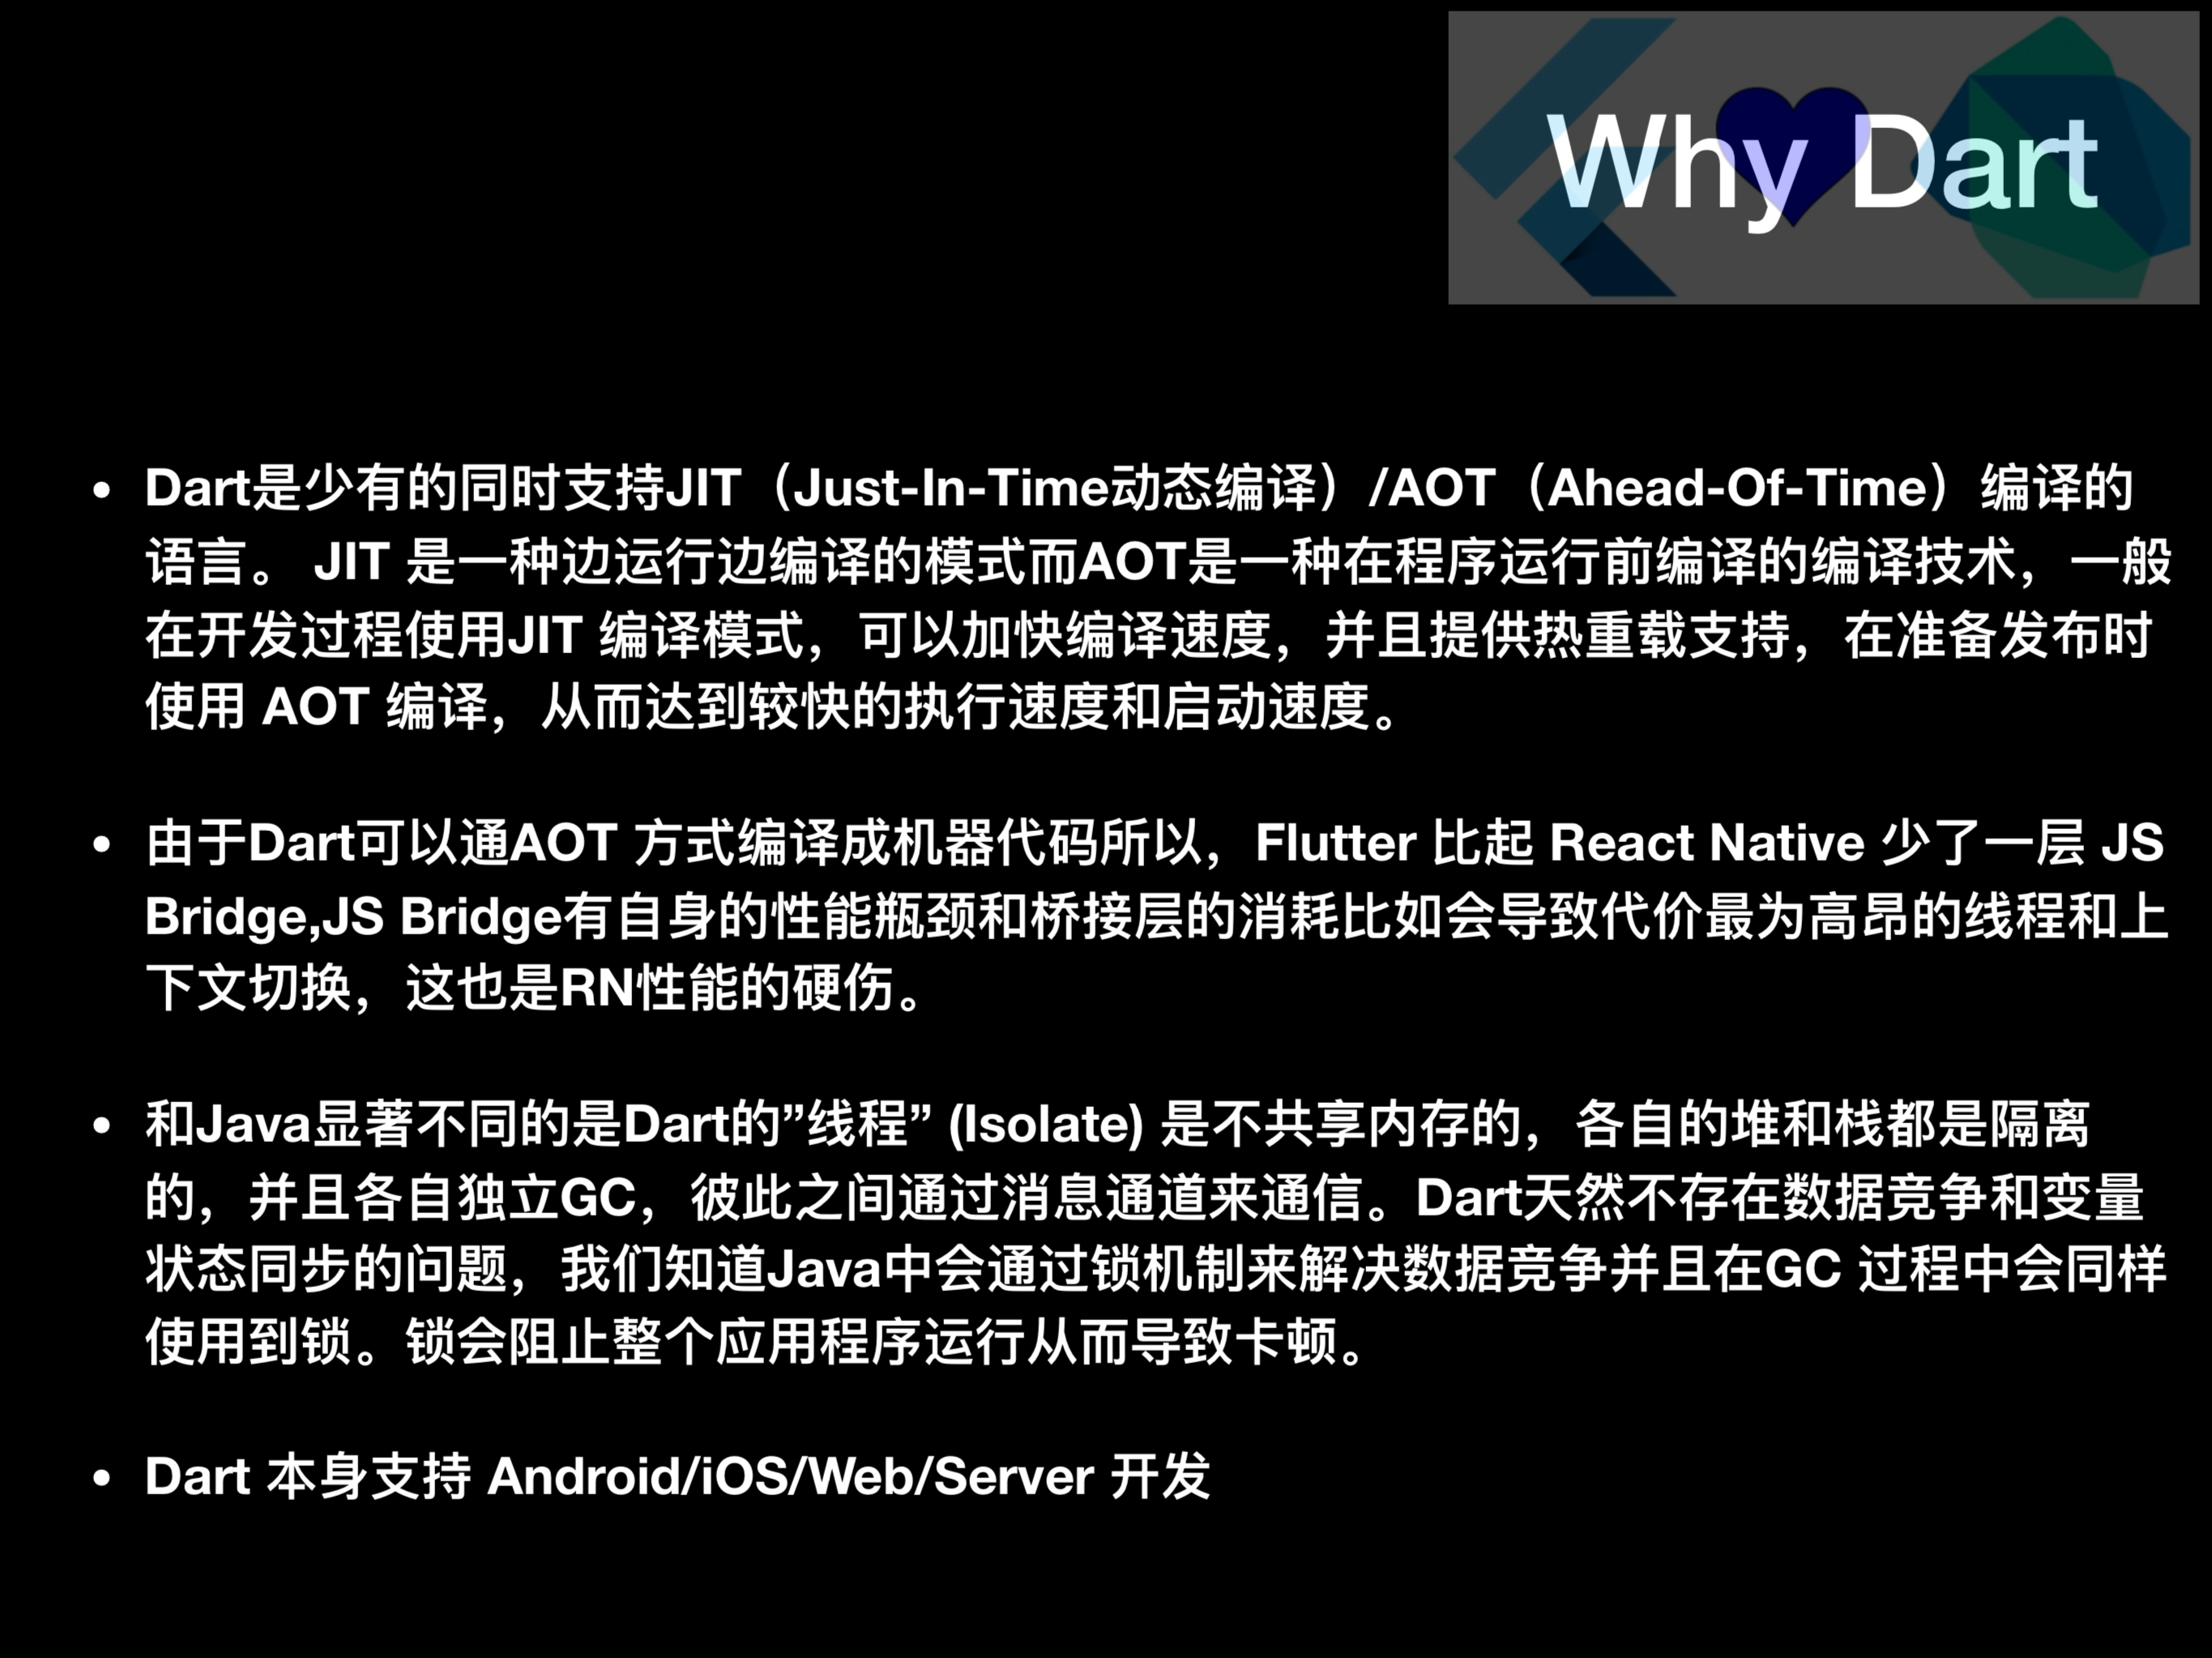 Why Dart
• Dart是少有的同时支持JIT（Just-In-Time动态编译）/AOT（Ahead-Of-Time）编译的
语言。 JIT 是一种边运行边编译的模式而AOT是一种在程序运行前编译的编译技术，一般
在开发过程使用JIT 编译模式，可以加快编译速度，并且提供热重载支持，在准备发布时
使用 AOT 编译，从而达到较快的执行速度和启动速度。
• 由于Dart可以通AOT 方式编译成机器代码所以，Flutter 比起 React Native 少了一层 JS
Bridge,JS Bridge有自身的性能瓶颈和桥接层的消耗比如会导致代价最为高昂的线程和上
下文切换，这也是RN性能的硬伤。
• 和Java显著不同的是Dart的”线程” (Isolate) 是不共享内存的，各自的堆和栈都是隔离
的，并且各自独立GC，彼此之间通过消息通道来通信。Dart天然不存在数据竞争和变量
状态同步的问题，我们知道Java中会通过锁机制来解决数据竞争并且在GC 过程中会同样
使用到锁。锁会阻止整个应用程序运行从而导致卡顿。
• Dart 本身支持 Android/iOS/Web/Server 开发